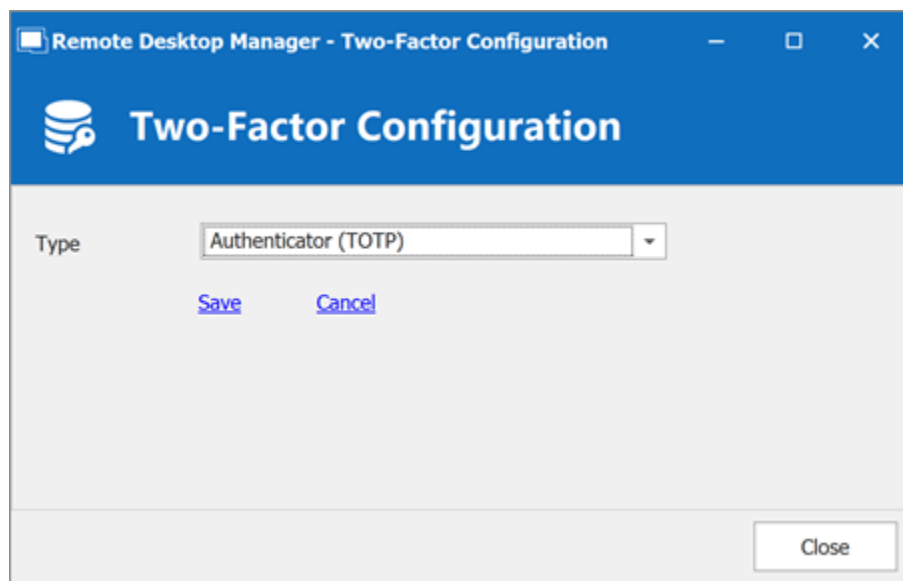 Remote Desktop Manager - Two-Factor Configuration
Two-Factor Configuration
Type Authenticator (TOTP)
Save Cancel
Close